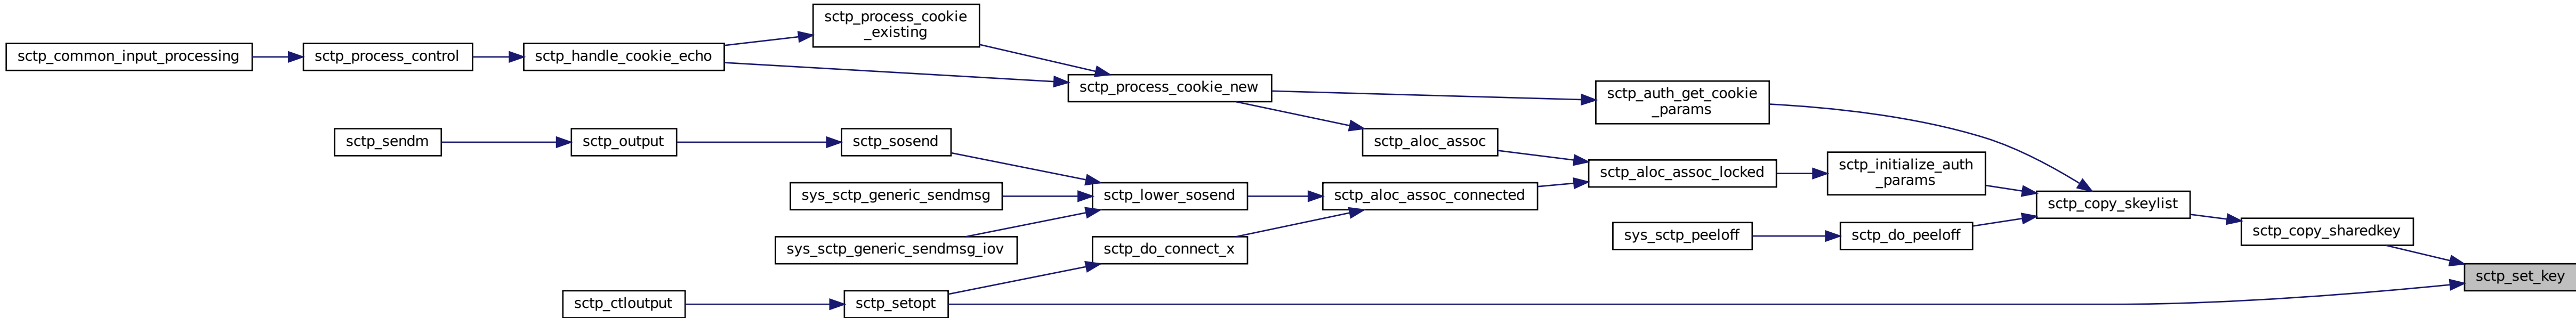 sctp_process_cookie
_existing
sctp_common_input_processing
sctp_process_control
sctp_handle_cookie_echo
sctp_process_cookie_new
sctp_auth_get_cookie
_params
sctp_sendm
sctp_output
sctp_sosend
sctp_aloc_assoc
sctp_aloc_assoc_locked
sctp_initialize_auth
_params
sys_sctp_generic_sendmsg
sctp_lower_sosend
sctp_aloc_assoc_connected
sctp_copy_skeylist
sys_sctp_generic_sendmsg_iov
sctp_do_connect_x
sys_sctp_peeloff
sctp_do_peeloff
sctp_copy_sharedkey
sctp_set_key
sctp_ctloutput
sctp_setopt